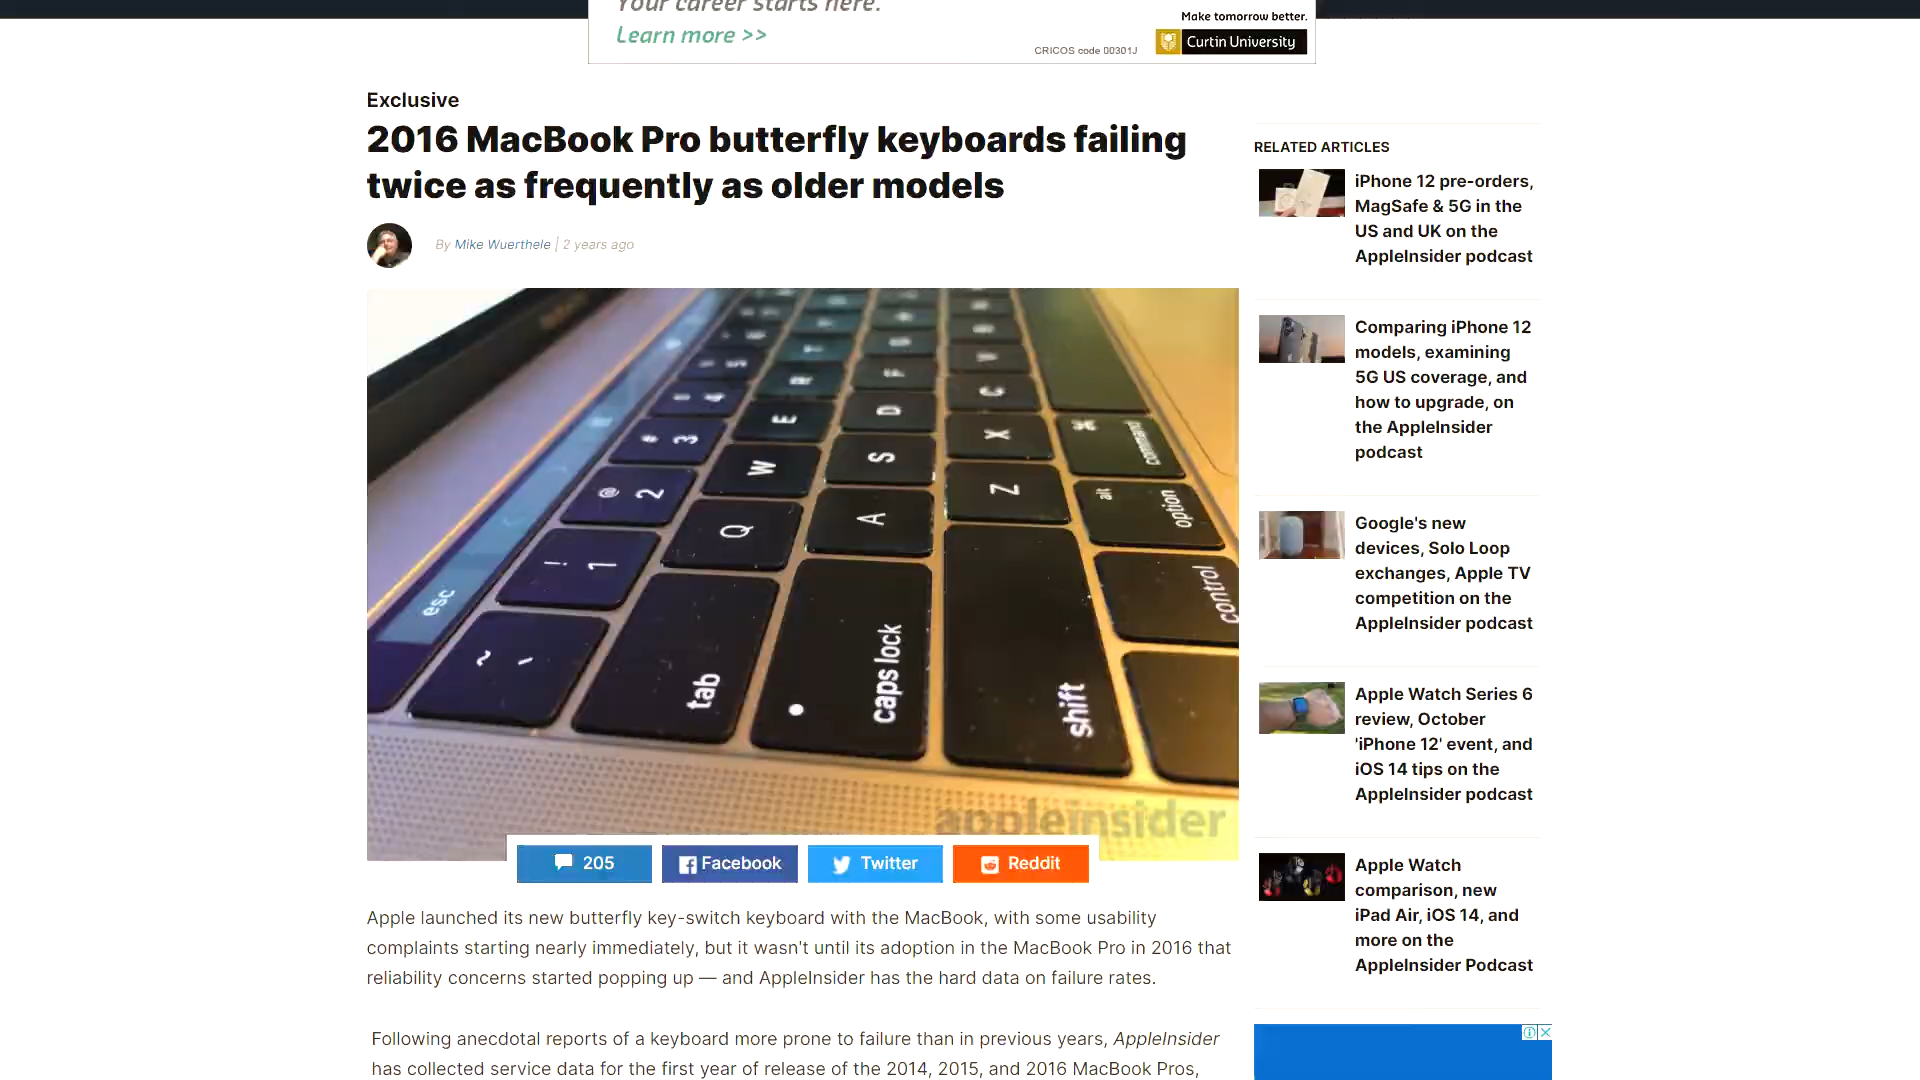 Your career starts here.
Learn more >>
Make tomorrow better.
CRICOS code 00301J
Curtin University
Exclusive
2016 MacBook Pro butterfly keyboards failing
twice as frequently as older models
By Mike Wuerthele | 2 years ago
esc
~ `
! 1
@ 2
# 3
4
5
tab
Q
W
E
R
T
caps lock
A
S
D
F
shift
Z
X
C
V
control
alt option
⌘ command
appleinsider
205
Facebook
Twitter
Reddit
Apple launched its new butterfly key-switch keyboard with the MacBook, with some usability
complaints starting nearly immediately, but it wasn't until its adoption in the MacBook Pro in 2016 that
reliability concerns started popping up — and AppleInsider has the hard data on failure rates.
Following anecdotal reports of a keyboard more prone to failure than in previous years, AppleInsider
has collected service data for the first year of release of the 2014, 2015, and 2016 MacBook Pros,
RELATED ARTICLES
iPhone 12 pre-orders,
MagSafe & 5G in the
US and UK on the
AppleInsider podcast
Comparing iPhone 12
models, examining
5G US coverage, and
how to upgrade, on
the AppleInsider
podcast
Google's new
devices, Solo Loop
exchanges, Apple TV
competition on the
AppleInsider podcast
Apple Watch Series 6
review, October
'iPhone 12' event, and
iOS 14 tips on the
AppleInsider podcast
Apple Watch
comparison, new
iPad Air, iOS 14, and
more on the
AppleInsider Podcast